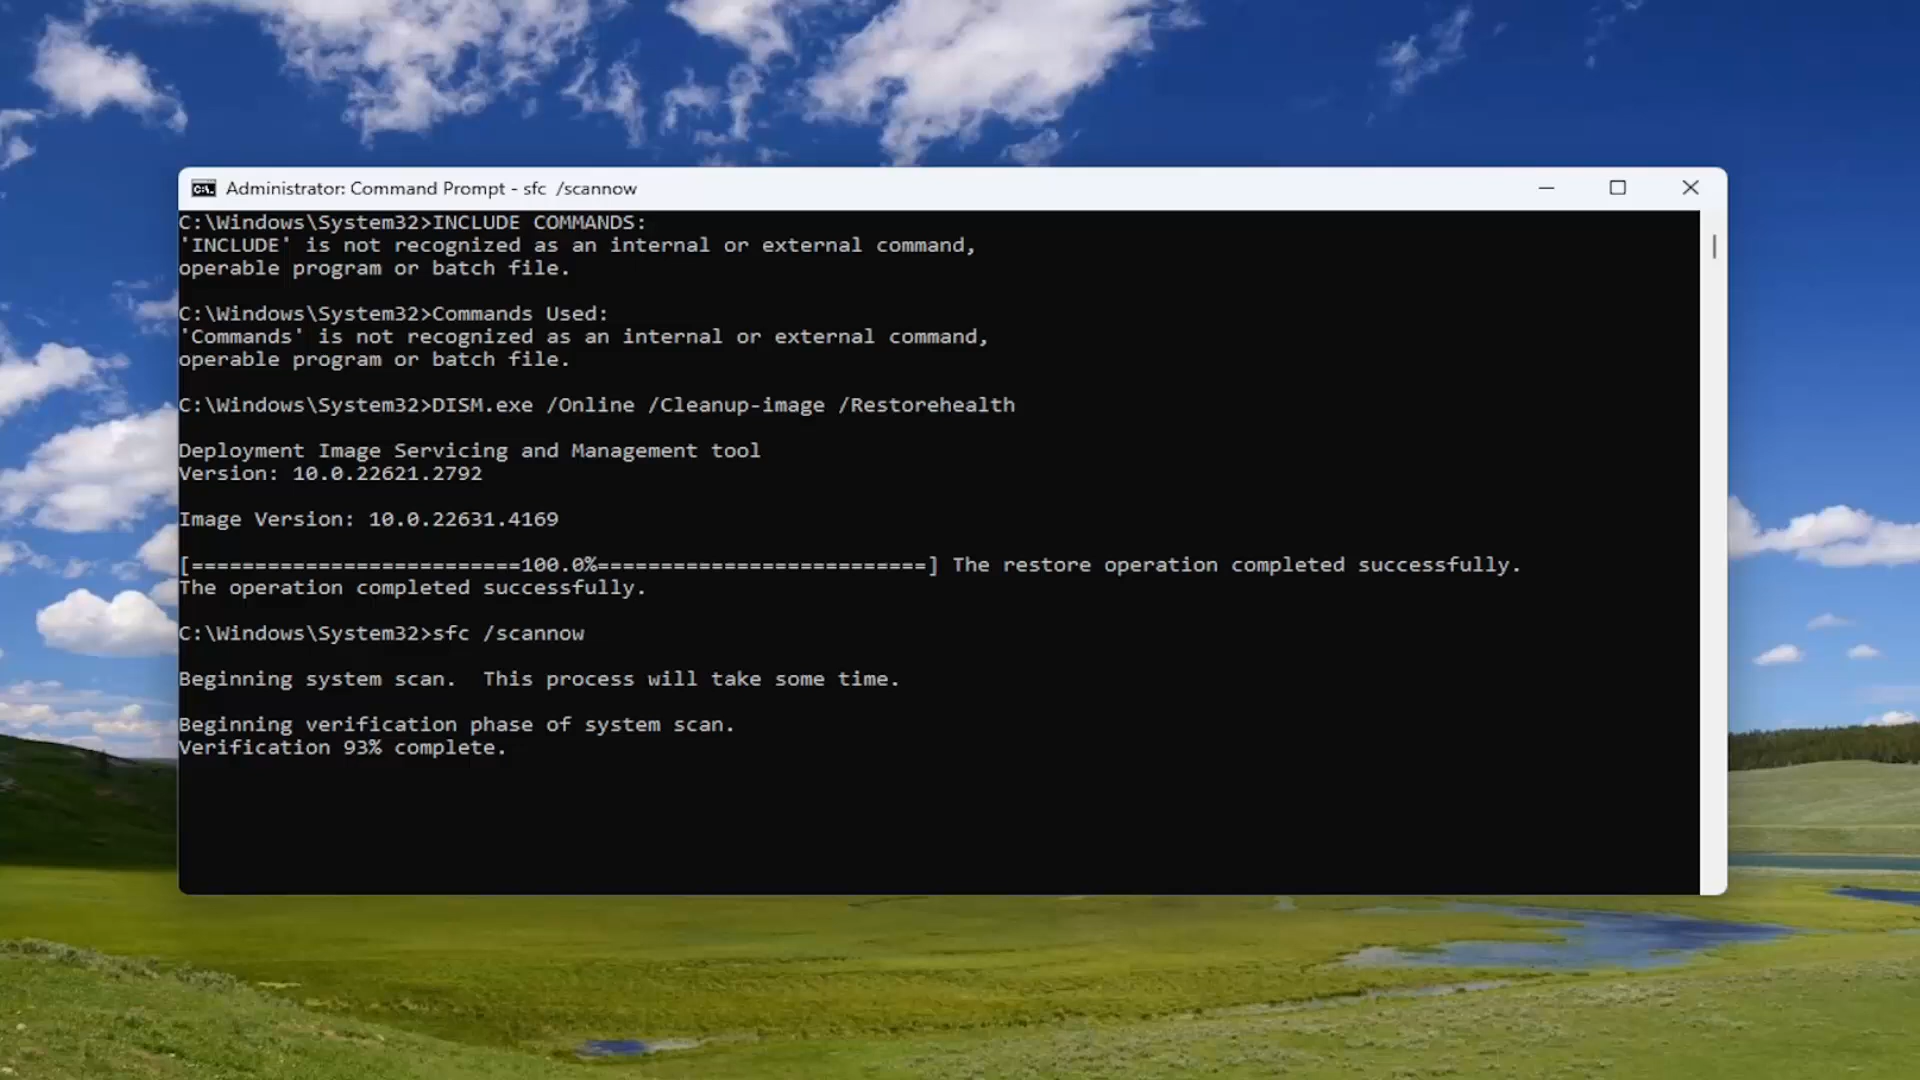 Administrator: Command Prompt - sfc  /scannow
C:\Windows\System32>INCLUDE COMMANDS:
'INCLUDE' is not recognized as an internal or external command,
operable program or batch file.
C:\Windows\System32>Commands Used:
'Commands' is not recognized as an internal or external command,
operable program or batch file.
C:\Windows\System32>DISM.exe /Online /Cleanup-image /Restorehealth
Deployment Image Servicing and Management tool
Version: 10.0.22621.2792
Image Version: 10.0.22631.4169
[==========================100.0%==========================] The restore operation completed successfully.
The operation completed successfully.
C:\Windows\System32>sfc /scannow
Beginning system scan.  This process will take some time.
Beginning verification phase of system scan.
Verification 93% complete.